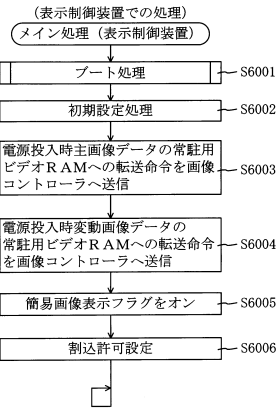 (表示制御装置での処理)
メイン処理(表示制御装置)
ブート処理
S6001
初期設定処理
S6002
電源投入時主画像データの常駐用
ビデオRAMへの転送命令を画像
コントローラへ送信
S6003
電源投入時変動画像データの
常駐用ビデオRAMへの転送命令
を画像コントローラへ送信
S6004
簡易画像表示フラグをオン
S6005
割込許可設定
S6006